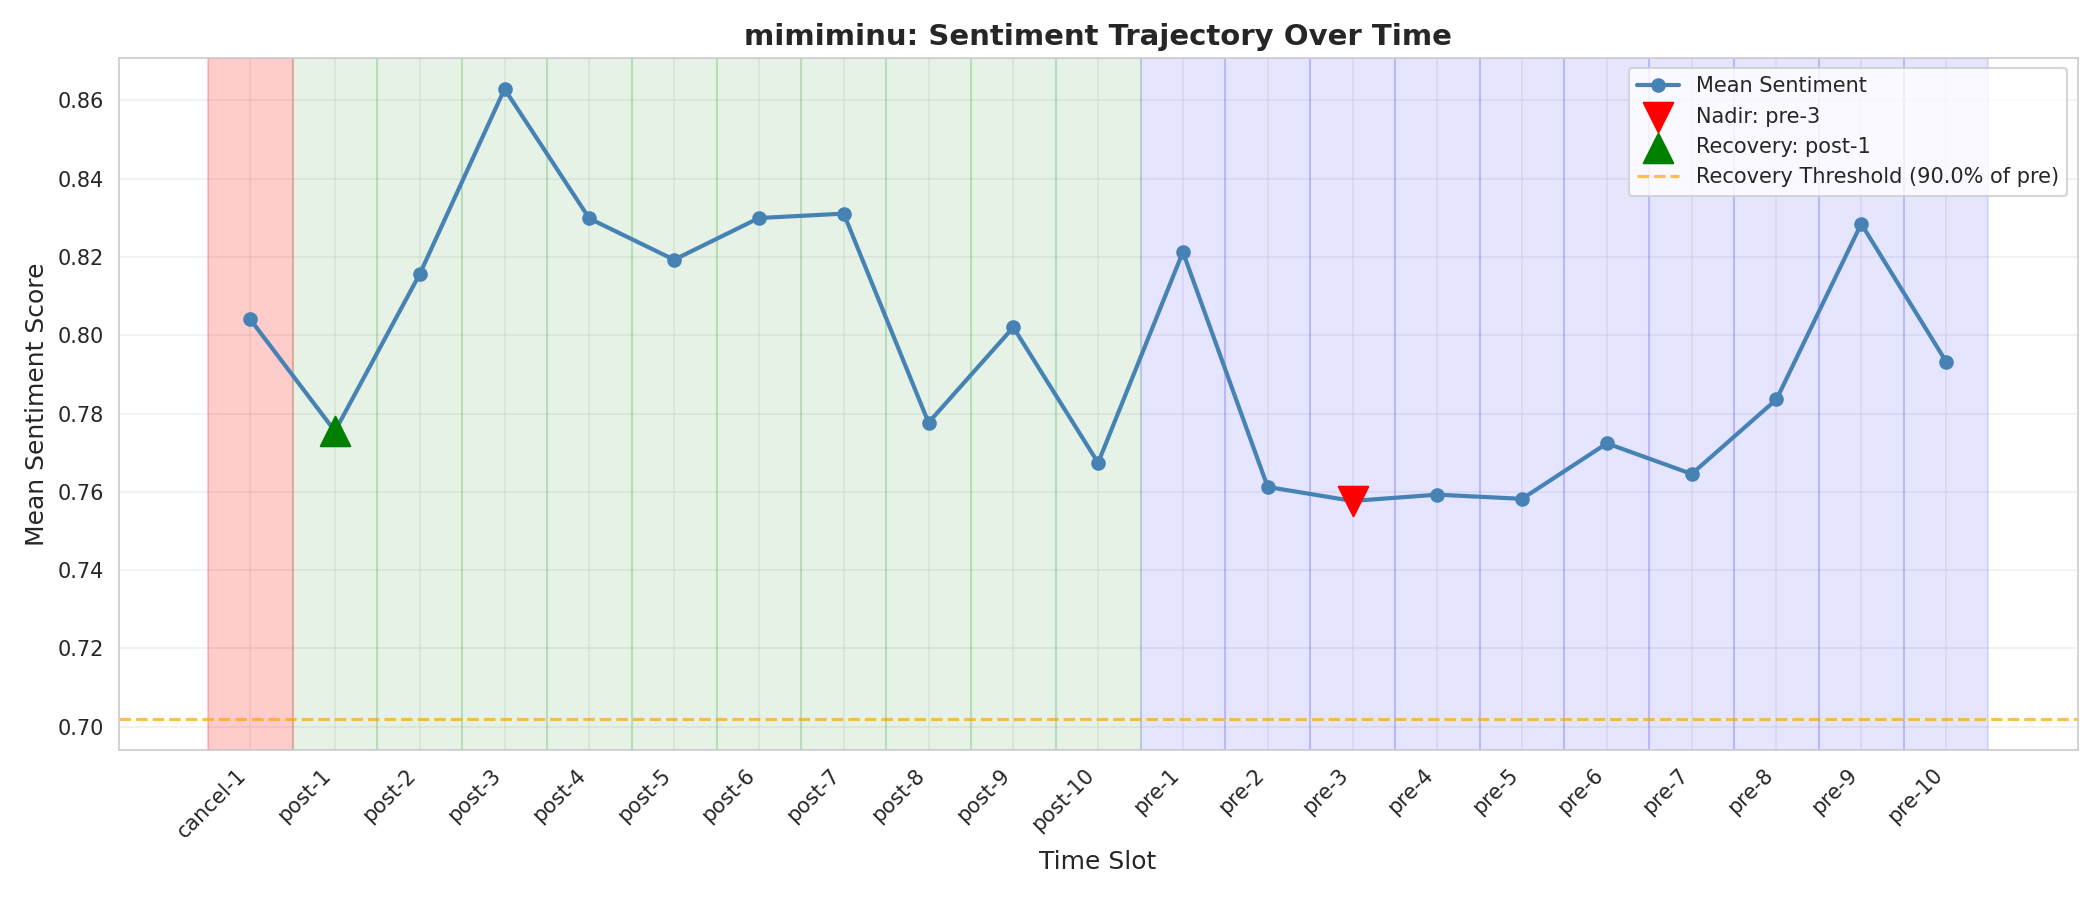 mimiminu: Sentiment Trajectory Over Time
Mean Sentiment
Nadir: pre-3
Recovery: post-1
Recovery Threshold (90.0% of pre)
Mean Sentiment Score
0.86
0.84
0.82
0.80
0.78
0.76
0.74
0.72
0.70
cancel-1
post-1
post-2
post-3
post-4
post-5
post-6
post-7
post-8
post-9
post-10
pre-1
pre-2
pre-3
pre-4
pre-5
pre-6
pre-7
pre-8
pre-9
pre-10
Time Slot